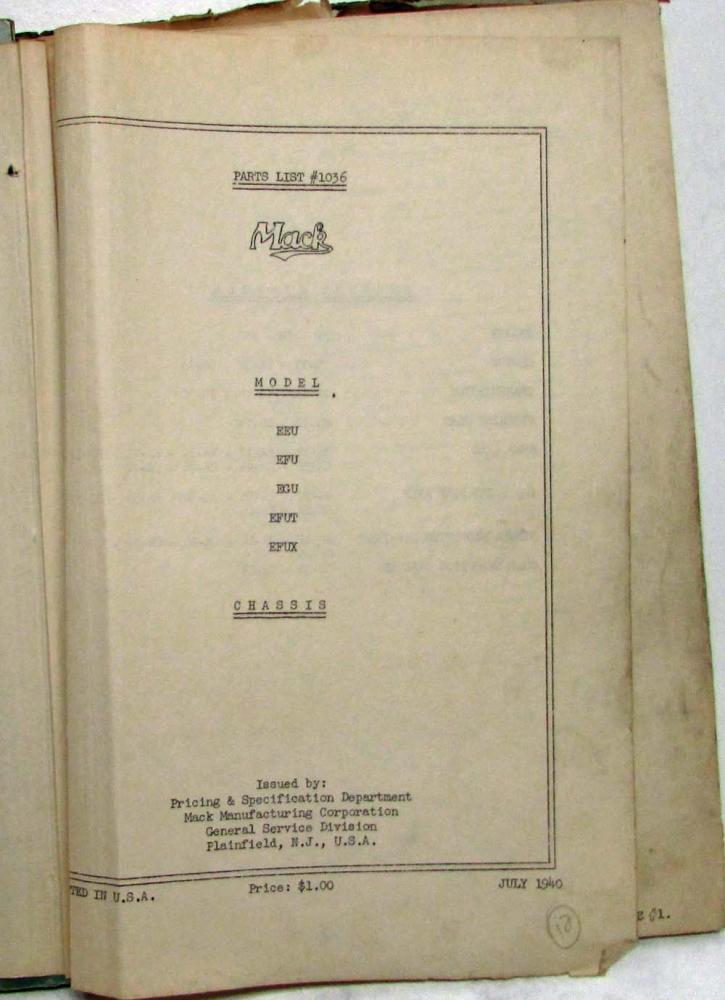 PARTS LIST #1036
Mack
MODEL
EEU
EFU
EGU
EFUT
EFUX
CHASSIS
Issued by:
Pricing & Specification Department
Mack Manufacturing Corporation
General Service Division
Plainfield, N.J., U.S.A.
TED IN U.S.A.
Price: $1.00
JULY 1940
E $1.